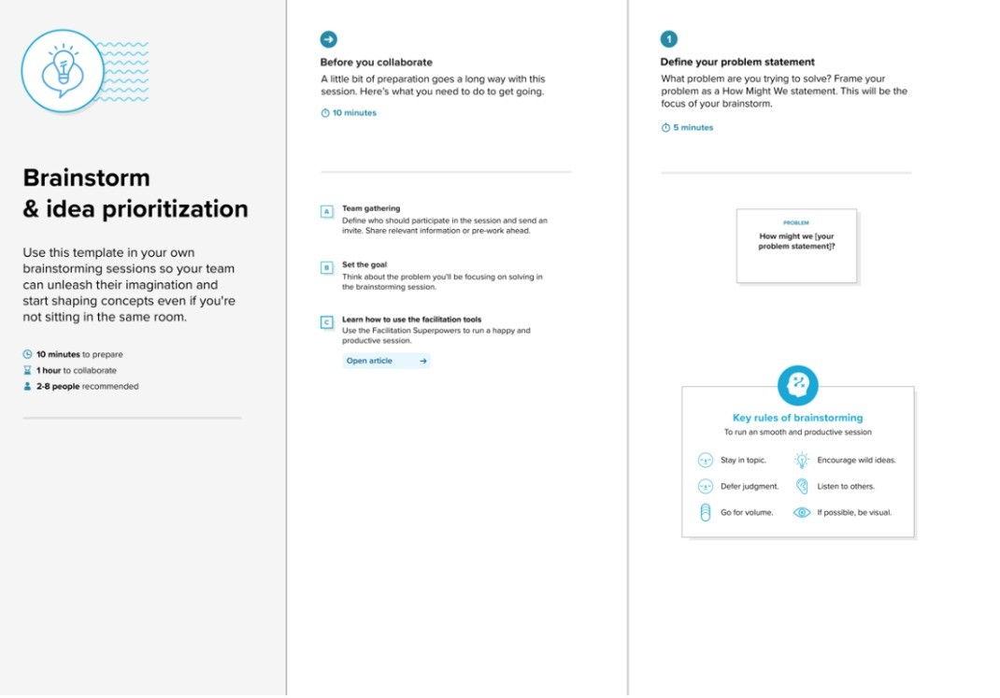 Brainstorm
& idea prioritization
Use this template in your own
brainstorming sessions so your team
can unleash their imagination and
start shaping concepts even if you're
not sitting in the same room.
10 minutes to prepare
1 hour to collaborate
2-8 people recommended
Before you collaborate
A little bit of preparation goes a long way with this
session. Here's what you need to do to get going.
10 minutes
A
Team gathering
Define who should participate in the session and send an
invite. Share relevant information or pre-work ahead.
B
Set the goal
Think about the problem you'll be focusing on solving in
the brainstorming session.
C
Learn how to use the facilitation tools
Use the Facilitation Superpowers to run a happy and
productive session.
Open article
1
Define your problem statement
What problem are you trying to solve? Frame your
problem as a How Might We statement. This will be the
focus of your brainstorm.
5 minutes
PROBLEM
How might we [your
problem statement]?
Key rules of brainstorming
To run an smooth and productive session
Stay in topic.
Encourage wild ideas.
Defer judgment.
Listen to others.
Go for volume.
If possible, be visual.